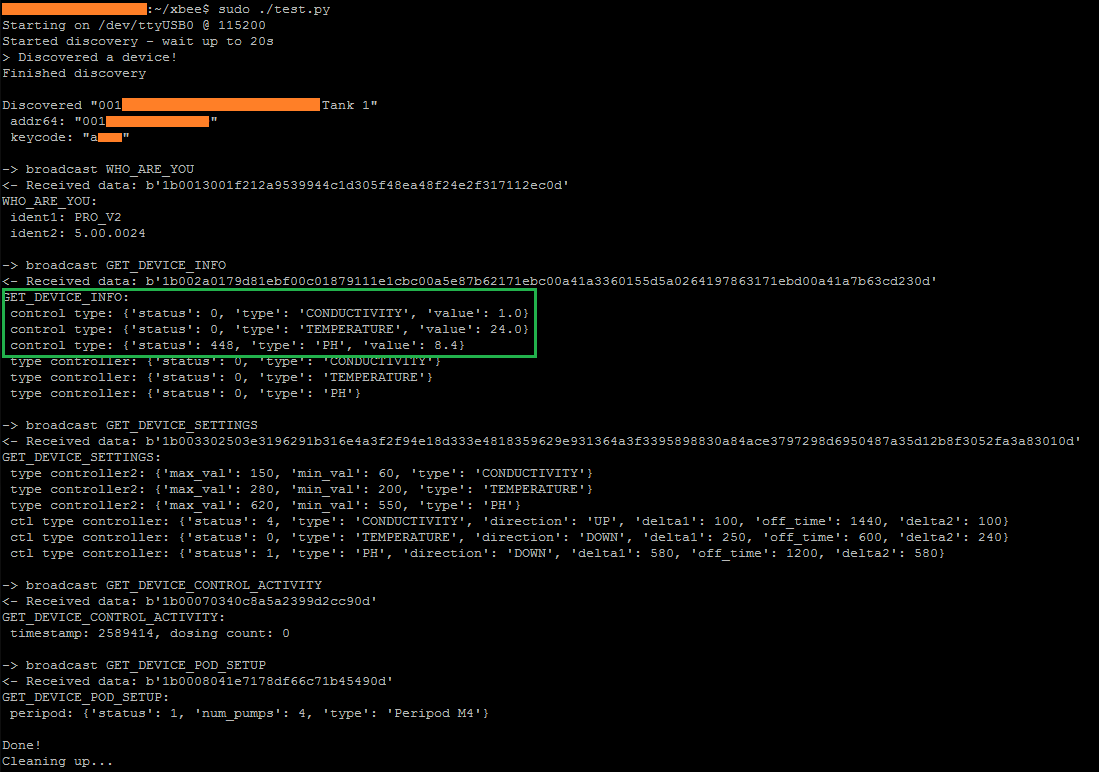 :~/xbee$ sudo ./test.py
Starting on /dev/ttyUSB0 @ 115200
Started discovery - wait up to 20s
> Discovered a device!
Finished discovery
Discovered "001 Tank 1"
addr64: "001 "
keycode: "a "
-> broadcast WHO_ARE_YOU
<- Received data: b'1b0013001f212a9539944c1d305f48ea48f24e2f317112ec0d'
WHO_ARE_YOU:
ident1: PRO_V2
ident2: 5.00.0024
-> broadcast GET_DEVICE_INFO
<- Received data: b'1b002a0179d81ebf00c01879111e1cbc00a5e87b62171ebc00a41a3360155d5a0264197863171ebd00a41a7b63cd230d'
GET_DEVICE_INFO:
control type: {'status': 0, 'type': 'CONDUCTIVITY', 'value': 1.0}
control type: {'status': 0, 'type': 'TEMPERATURE', 'value': 24.0}
control type: {'status': 448, 'type': 'PH', 'value': 8.4}
type controller: {'status': 0, 'type': 'CONDUCTIVITY'}
type controller: {'status': 0, 'type': 'TEMPERATURE'}
type controller: {'status': 0, 'type': 'PH'}
-> broadcast GET_DEVICE_SETTINGS
<- Received data: b'1b003302503e3196291b316e4a3f2f94e18d333e4818359629e931364a3f3395898830a84ace3797298d6950487a35d12b8f3052fa3a83010d'
GET_DEVICE_SETTINGS:
type controller2: {'max_val': 150, 'min_val': 60, 'type': 'CONDUCTIVITY'}
type controller2: {'max_val': 280, 'min_val': 200, 'type': 'TEMPERATURE'}
type controller2: {'max_val': 620, 'min_val': 550, 'type': 'PH'}
ctl type controller: {'status': 4, 'type': 'CONDUCTIVITY', 'direction': 'UP', 'delta1': 100, 'off_time': 1440, 'delta2': 100}
ctl type controller: {'status': 0, 'type': 'TEMPERATURE', 'direction': 'DOWN', 'delta1': 250, 'off_time': 600, 'delta2': 240}
ctl type controller: {'status': 1, 'type': 'PH', 'direction': 'DOWN', 'delta1': 580, 'off_time': 1200, 'delta2': 580}
-> broadcast GET_DEVICE_CONTROL_ACTIVITY
<- Received data: b'1b00070340c8a5a2399d2cc90d'
GET_DEVICE_CONTROL_ACTIVITY:
timestamp: 2589414, dosing count: 0
-> broadcast GET_DEVICE_POD_SETUP
<- Received data: b'1b0008041e7178df66c71b45490d'
GET_DEVICE_POD_SETUP:
peripod: {'status': 1, 'num_pumps': 4, 'type': 'Peripod M4'}
Done!
Cleaning up...